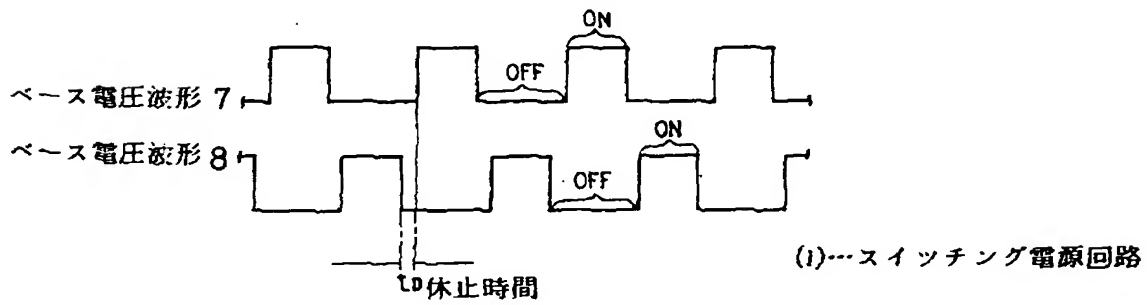 ON
OFF
ベース電圧波形 7
ON
ベース電圧波形 8
OFF
(1)…スイッチング電源回路
tD休止時間